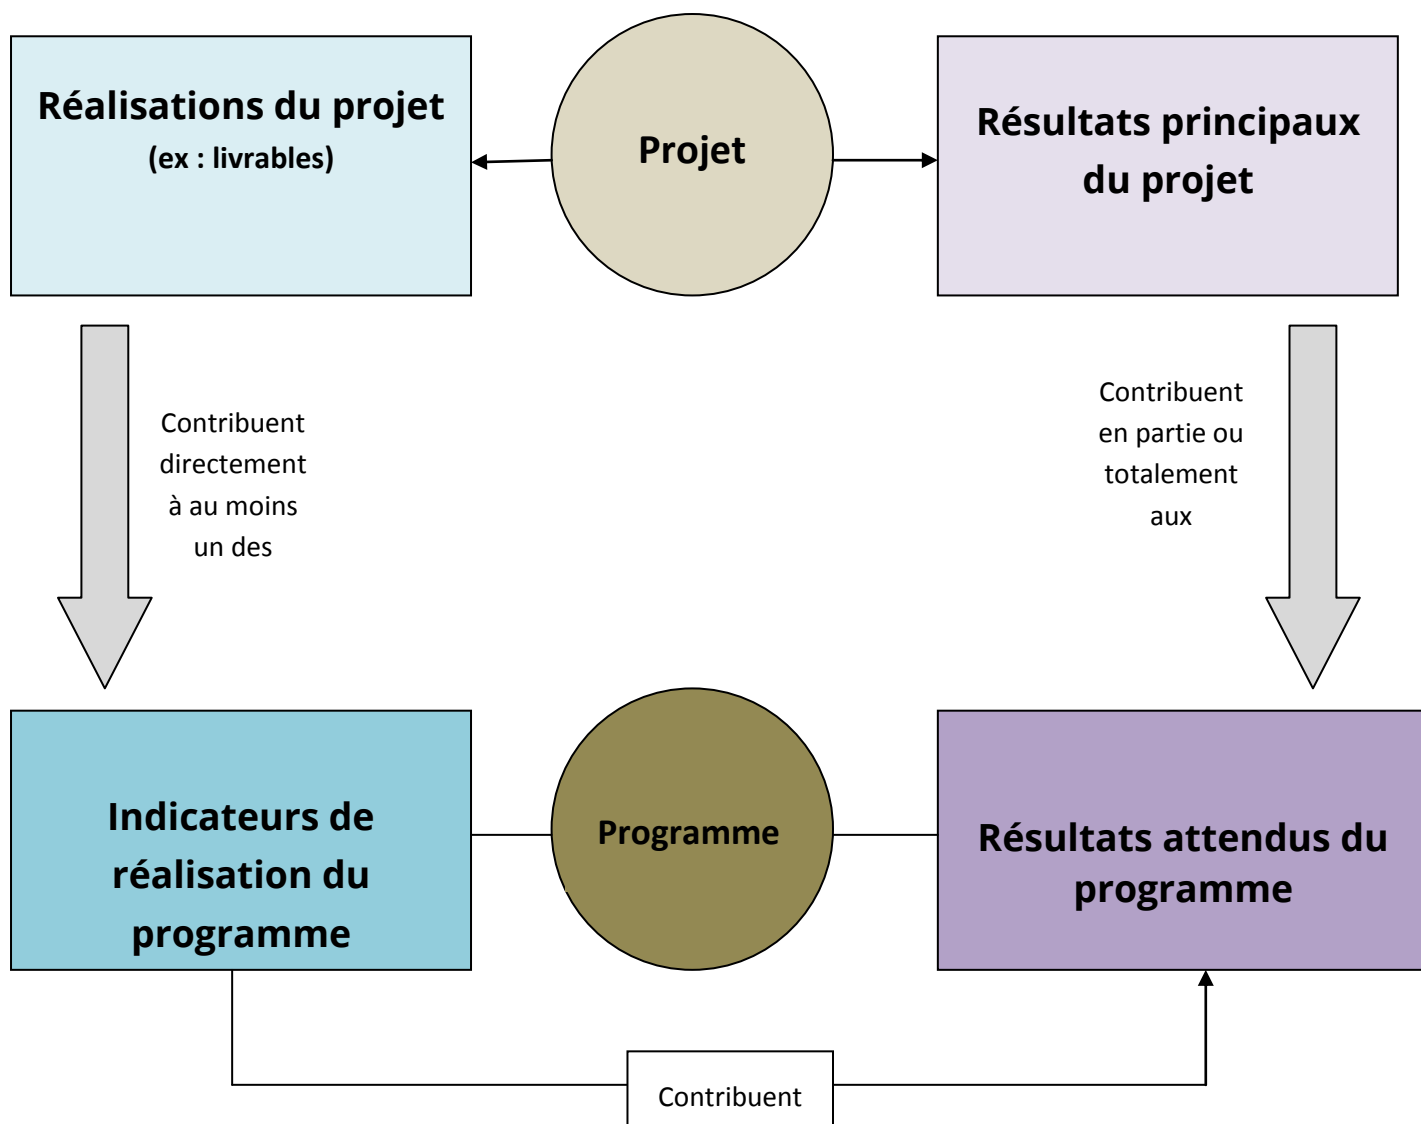 Réalisations du projet
(ex : livrables)
Projet
Résultats principaux
du projet
Contribuent
directement
à au moins
un des
Contribuent
en partie ou
totalement
aux
Indicateurs de
réalisation du
programme
Programme
Résultats attendus du
programme
Contribuent